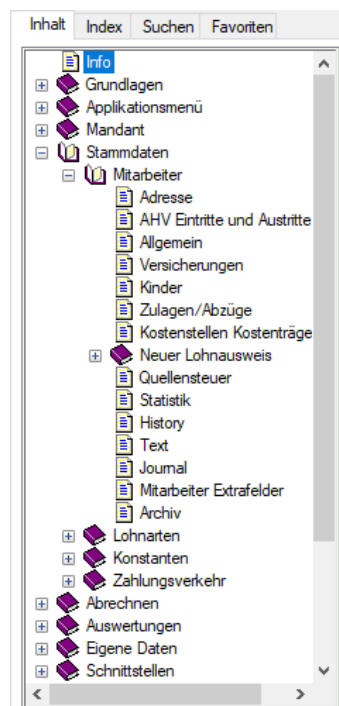 Inhalt Index Suchen Favoriten
Info
Grundlagen
Applikationsmenü
Mandant
Stammdaten
Mitarbeiter
Adresse
AHV Eintritte und Austritte
Allgemein
Versicherungen
Kinder
Zulagen/Abzüge
Kostenstellen Kostenträge
Neuer Lohnausweis
Quellensteuer
Statistik
History
Text
Journal
Mitarbeiter Extrafelder
Archiv
Lohnarten
Konstanten
Zahlungsverkehr
Abrechnen
Auswertungen
Eigene Daten
Schnittstellen